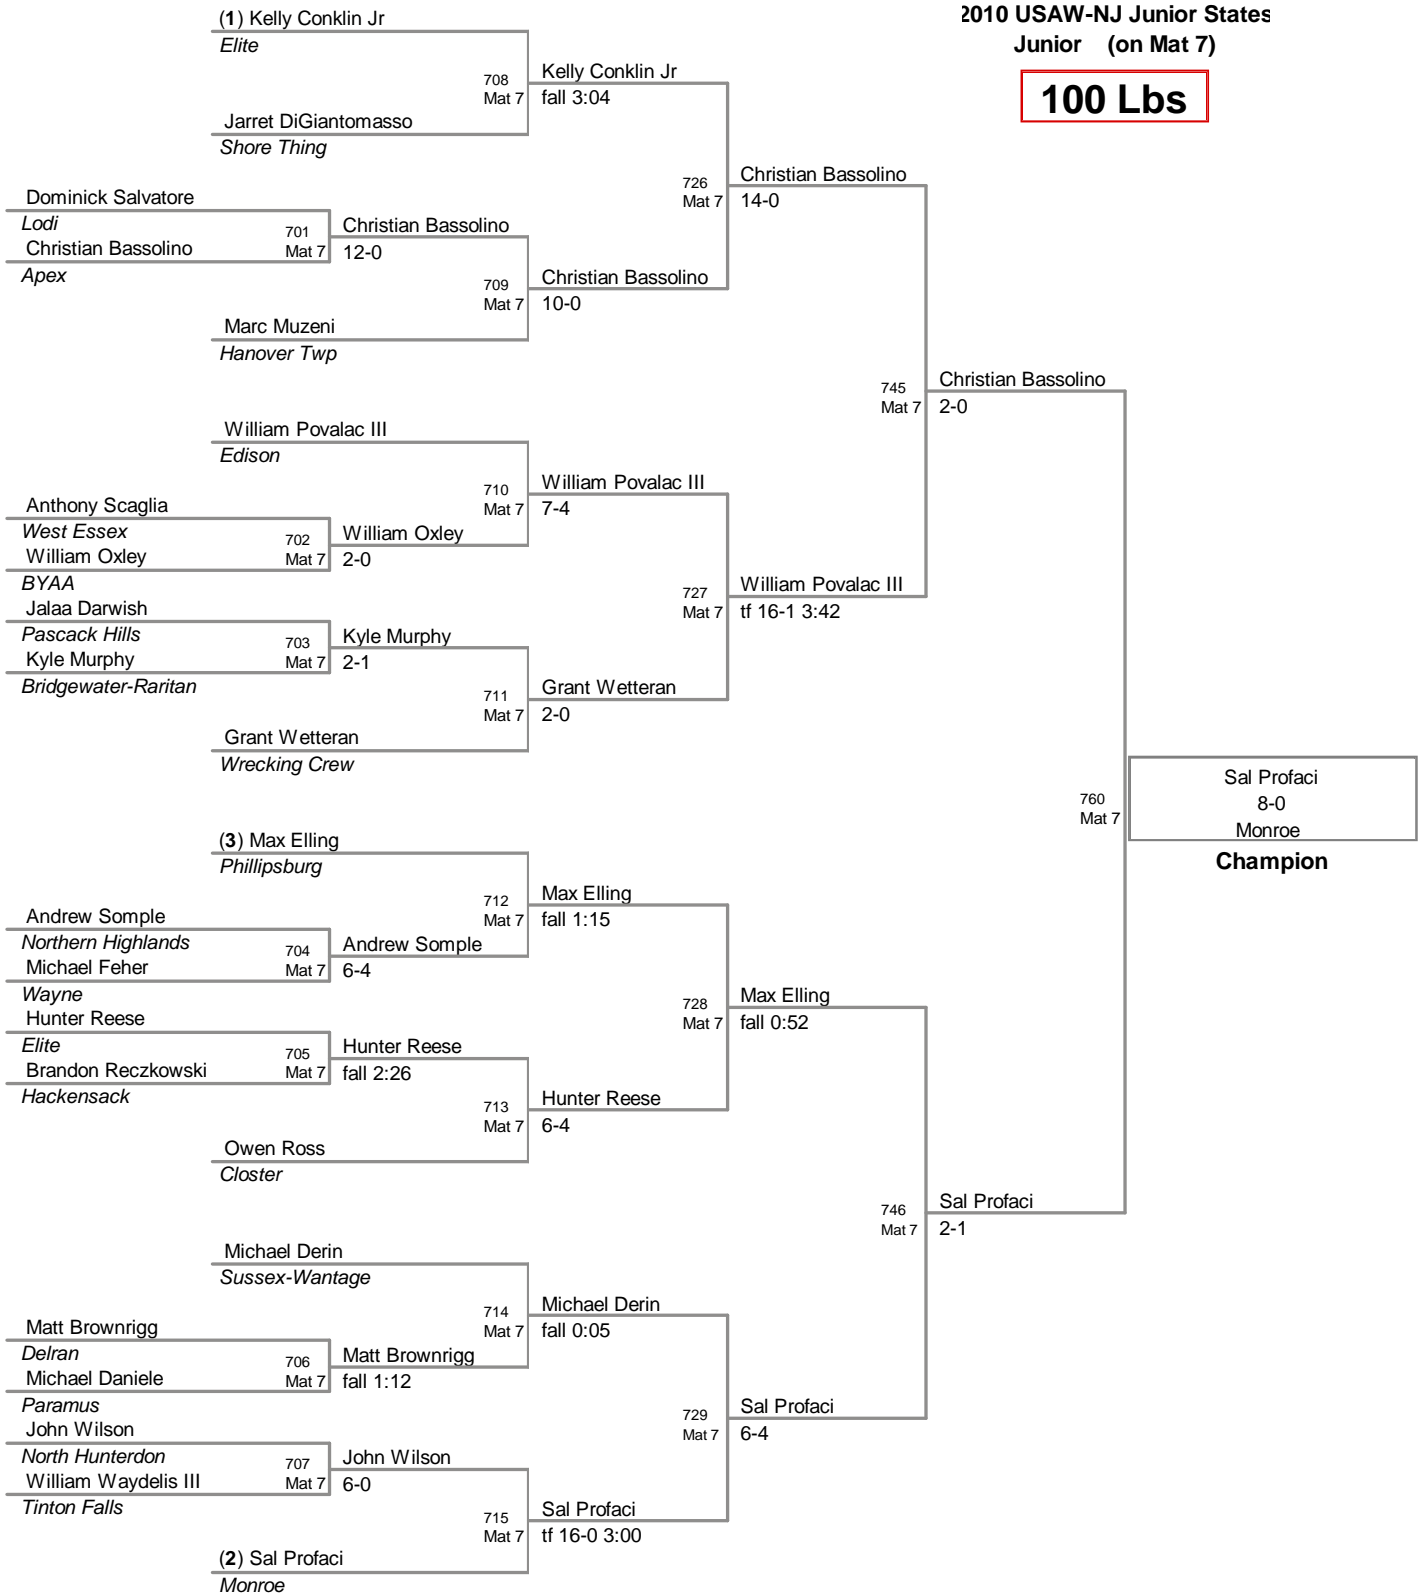 2010 USAW-NJ Junior States
Junior (on Mat 7)
100 Lbs
(1) Kelly Conklin Jr
Elite
708
Mat 7
Kelly Conklin Jr
fall 3:04
Jarret DiGiantomasso
Shore Thing
726
Mat 7
Christian Bassolino
14-0
Dominick Salvatore
Lodi
701
Mat 7
Christian Bassolino
12-0
Christian Bassolino
Apex
709
Mat 7
Christian Bassolino
10-0
Marc Muzeni
Hanover Twp
745
Mat 7
Christian Bassolino
2-0
William Povalac III
Edison
710
Mat 7
William Povalac III
7-4
Anthony Scaglia
West Essex
702
Mat 7
William Oxley
2-0
William Oxley
BYAA
727
Mat 7
William Povalac III
tf 16-1 3:42
Jalaa Darwish
Pascack Hills
703
Mat 7
Kyle Murphy
2-1
Kyle Murphy
Bridgewater-Raritan
711
Mat 7
Grant Wetteran
2-0
Grant Wetteran
Wrecking Crew
760
Mat 7
Sal Profaci
8-0
Monroe
Champion
(3) Max Elling
Phillipsburg
712
Mat 7
Max Elling
fall 1:15
Andrew Somple
Northern Highlands
704
Mat 7
Andrew Somple
6-4
Michael Feher
Wayne
728
Mat 7
Max Elling
fall 0:52
Hunter Reese
Elite
705
Mat 7
Hunter Reese
fall 2:26
Brandon Reczkowski
Hackensack
713
Mat 7
Hunter Reese
6-4
Owen Ross
Closter
746
Mat 7
Sal Profaci
2-1
Michael Derin
Sussex-Wantage
714
Mat 7
Michael Derin
fall 0:05
Matt Brownrigg
Delran
706
Mat 7
Matt Brownrigg
fall 1:12
Michael Daniele
Paramus
729
Mat 7
Sal Profaci
6-4
John Wilson
North Hunterdon
707
Mat 7
John Wilson
6-0
William Waydelis III
Tinton Falls
715
Mat 7
Sal Profaci
tf 16-0 3:00
(2) Sal Profaci
Monroe